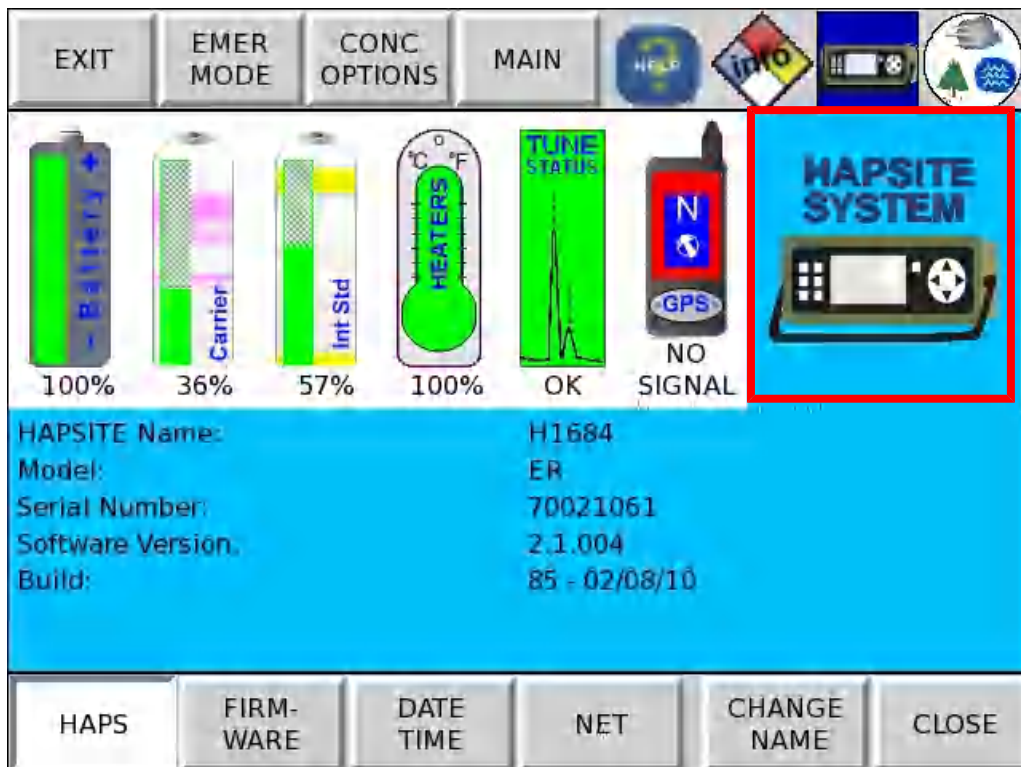 EXIT
EMER
MODE
CONC
OPTIONS
MAIN
HELP
info
- Battery +
100%
Carrier
36%
Int Std
57%
°C °F
HEATERS
100%
TUNE
STATUS
OK
N
GPS
NO
SIGNAL
HAPSITE
SYSTEM
HAPSITE Name: H1684
Model: ER
Serial Number: 70021061
Software Version: 2.1.004
Build: 85 - 02/08/10
HAPS
FIRM-
WARE
DATE
TIME
NET
CHANGE
NAME
CLOSE